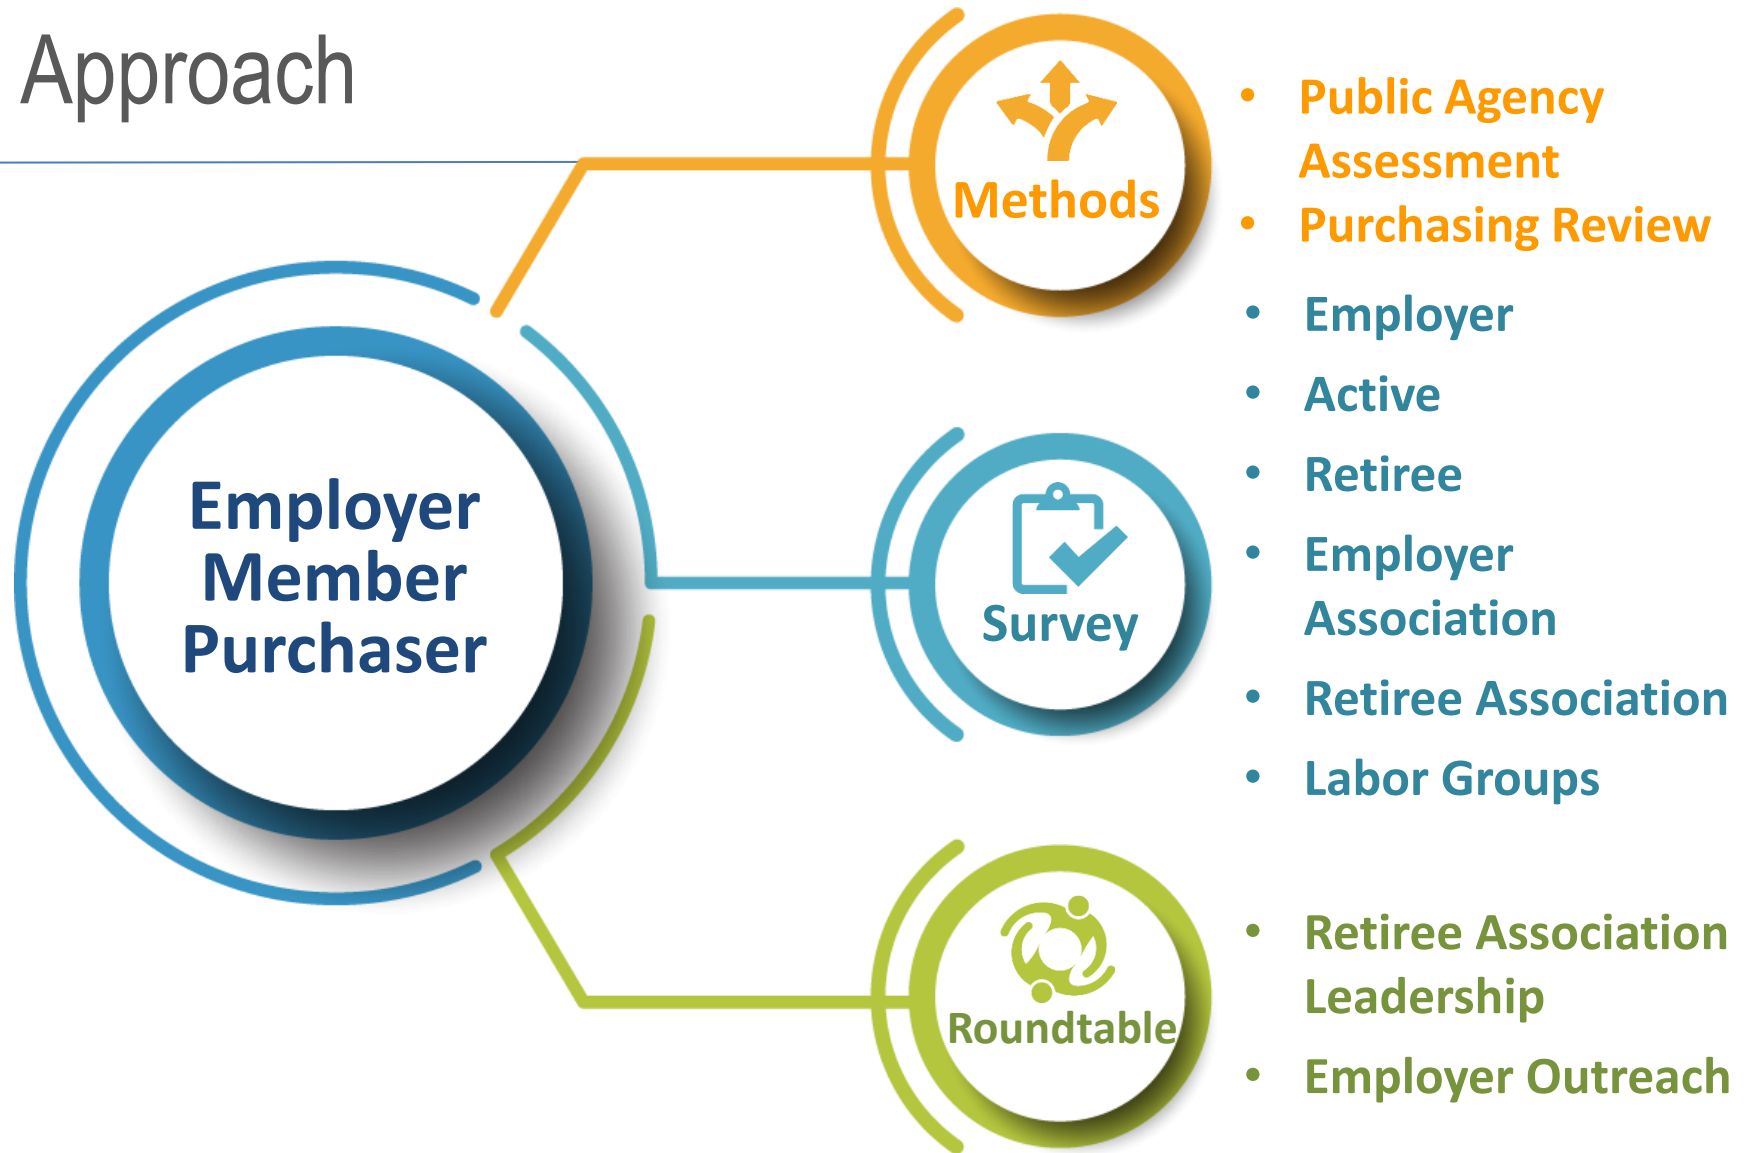 Approach
Employer
Member
Purchaser
Methods
• Public Agency
Assessment
• Purchasing Review
Survey
• Employer
• Active
• Retiree
• Employer
Association
• Retiree Association
• Labor Groups
Roundtable
• Retiree Association
Leadership
• Employer Outreach